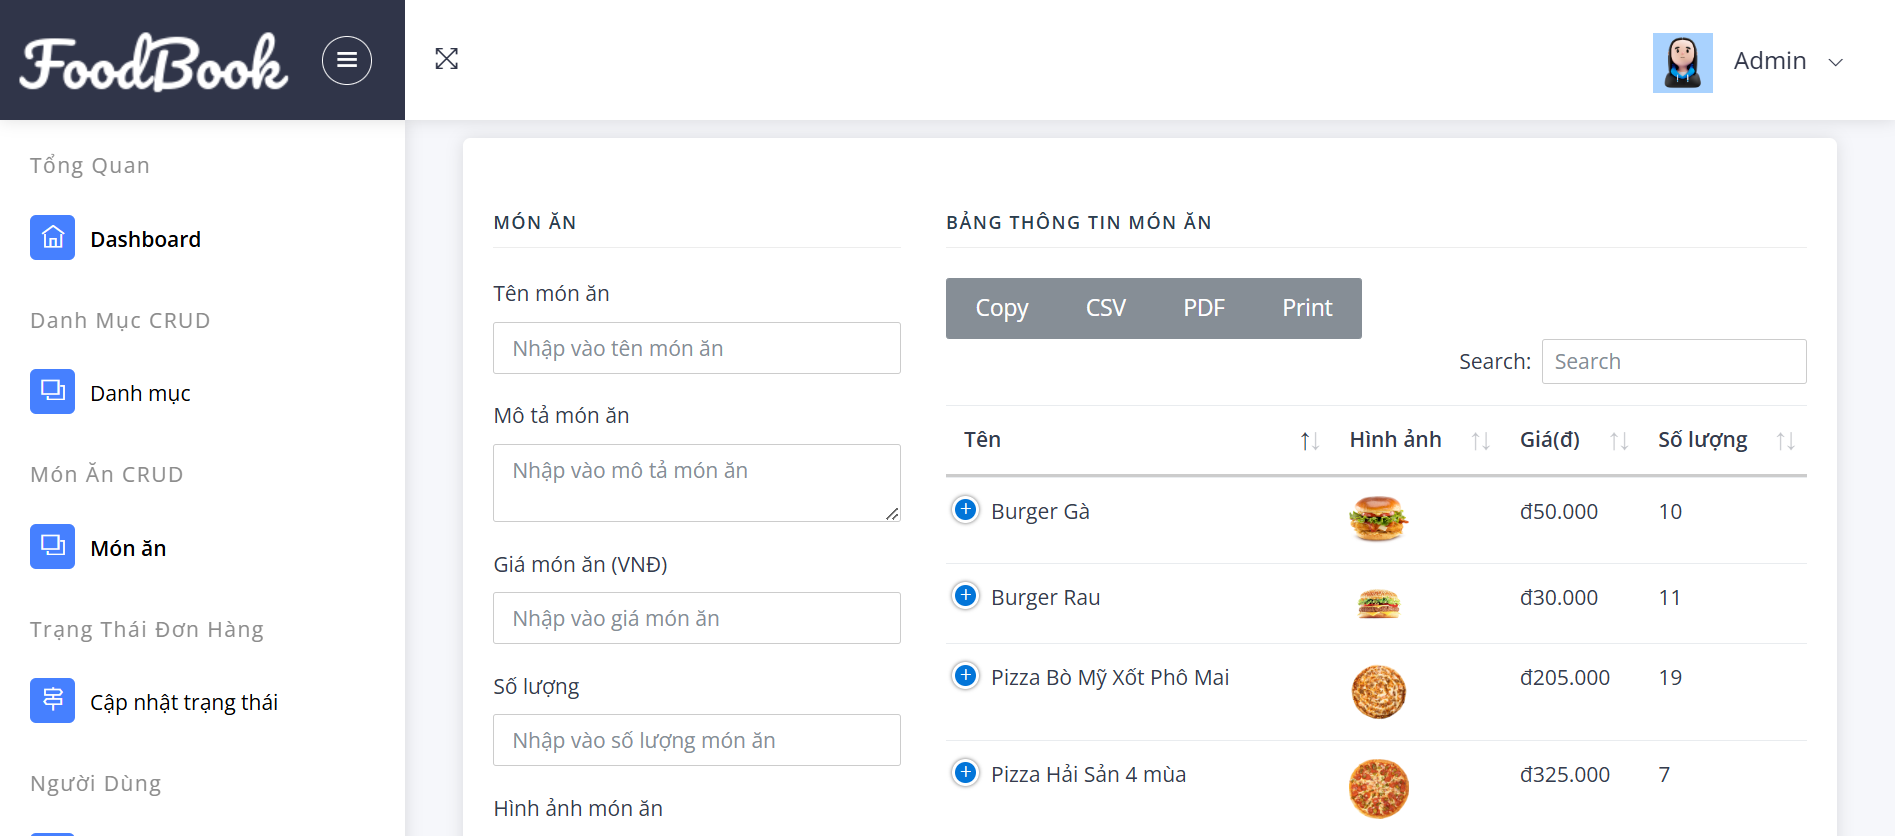 FoodBook
Admin
Tổng Quan
Dashboard
Danh Mục CRUD
Danh mục
Món Ăn CRUD
Món ăn
Trạng Thái Đơn Hàng
Cập nhật trạng thái
Người Dùng
MÓN ĂN
Tên món ăn
Nhập vào tên món ăn
Mô tả món ăn
Nhập vào mô tả món ăn
Giá món ăn (VNĐ)
Nhập vào giá món ăn
Số lượng
Nhập vào số lượng món ăn
Hình ảnh món ăn
BẢNG THÔNG TIN MÓN ĂN
Copy CSV PDF Print
Search: Search
Tên Hình ảnh Giá(đ) Số lượng
Burger Gà đ50.000 10
Burger Rau đ30.000 11
Pizza Bò Mỹ Xốt Phô Mai đ205.000 19
Pizza Hải Sản 4 mùa đ325.000 7